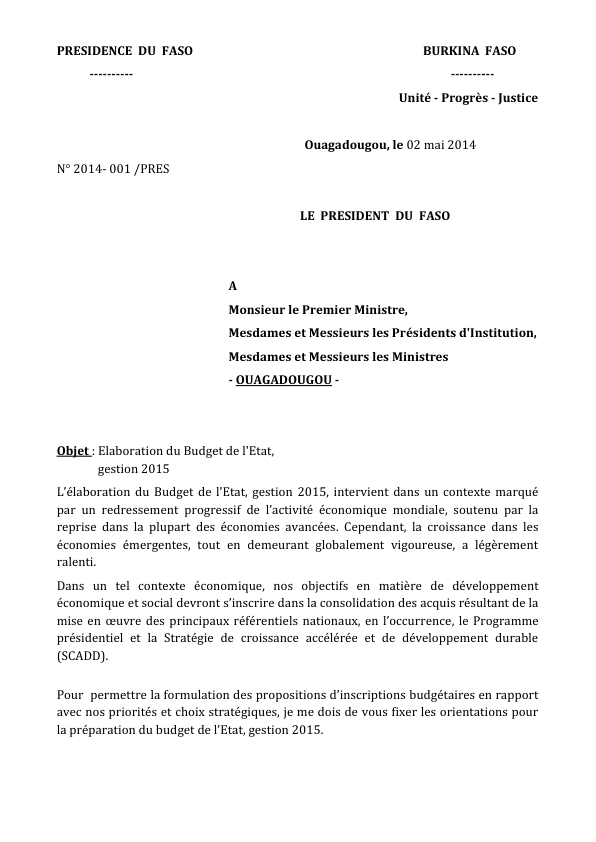 PRESIDENCE DU FASO
BURKINA FASO
----------
----------
Unité - Progrès - Justice
Ouagadougou, le 02 mai 2014
N° 2014- 001 /PRES
LE PRESIDENT DU FASO
A
Monsieur le Premier Ministre,
Mesdames et Messieurs les Présidents d'Institution,
Mesdames et Messieurs les Ministres
- OUAGADOUGOU -
Objet : Elaboration du Budget de l'Etat,
gestion 2015
L’élaboration du Budget de l’Etat, gestion 2015, intervient dans un contexte marqué
par un redressement progressif de l’activité économique mondiale, soutenu par la
reprise dans la plupart des économies avancées. Cependant, la croissance dans les
économies émergentes, tout en demeurant globalement vigoureuse, a légèrement
ralenti.
Dans un tel contexte économique, nos objectifs en matière de développement
économique et social devront s’inscrire dans la consolidation des acquis résultant de la
mise en œuvre des principaux référentiels nationaux, en l’occurrence, le Programme
présidentiel et la Stratégie de croissance accélérée et de développement durable
(SCADD).
Pour permettre la formulation des propositions d’inscriptions budgétaires en rapport
avec nos priorités et choix stratégiques, je me dois de vous fixer les orientations pour
la préparation du budget de l’Etat, gestion 2015.